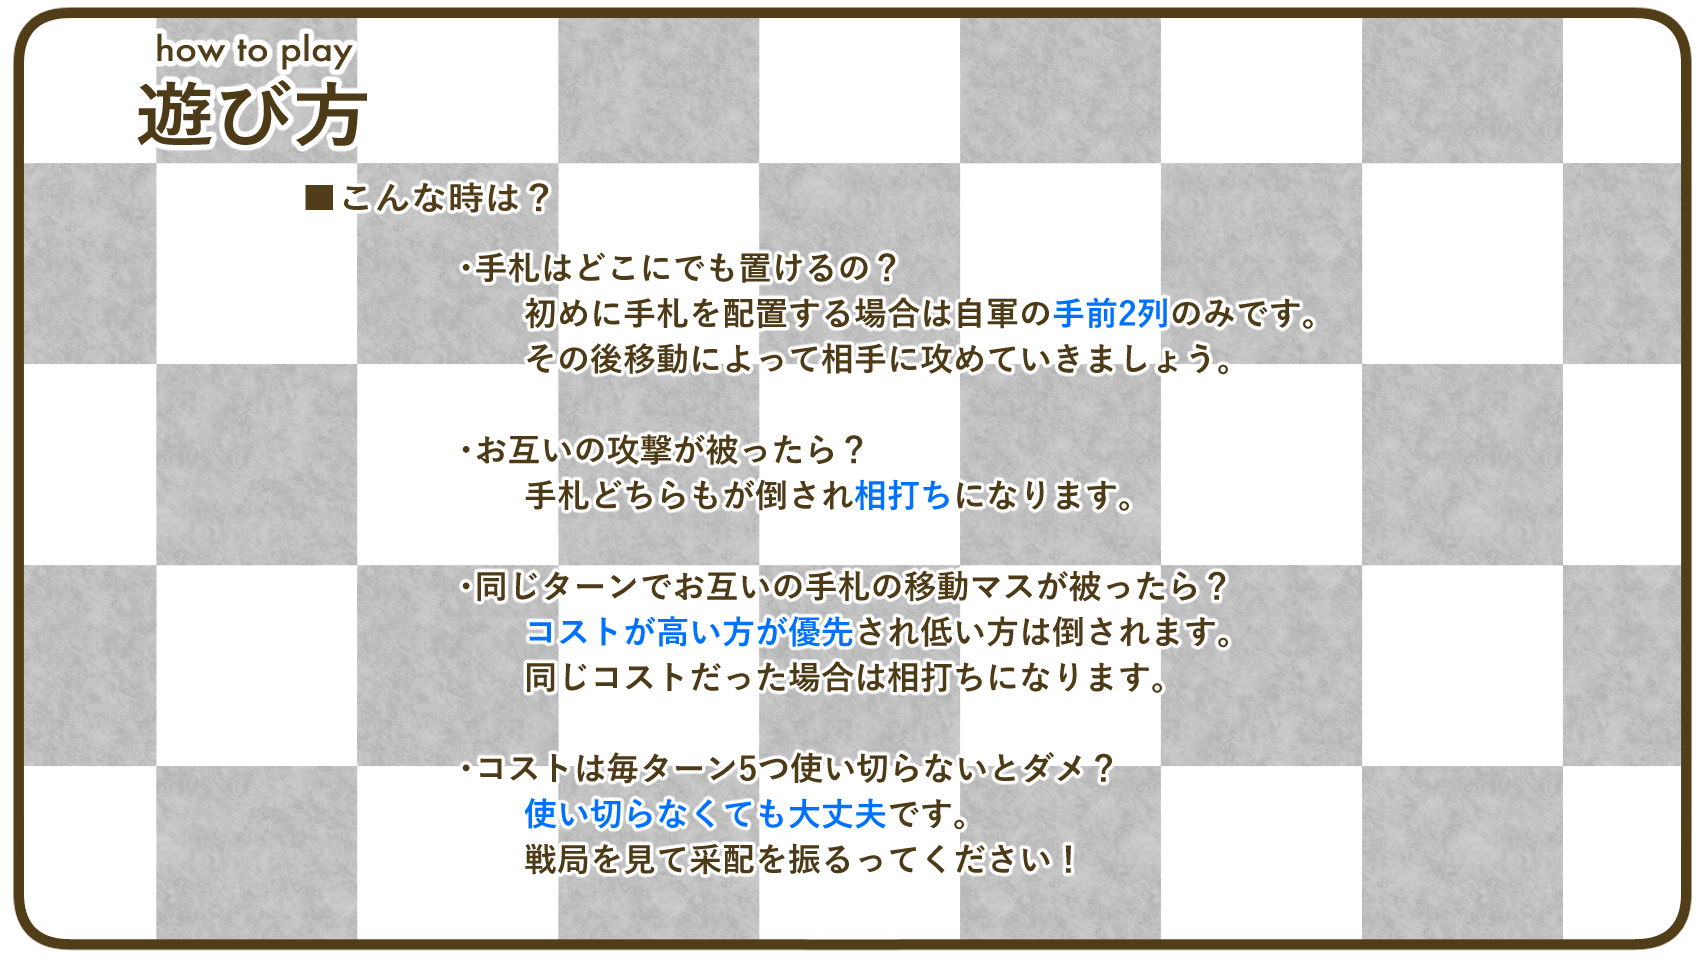 how to play
遊び方
■こんな時は？
・手札はどこにでも置けるの？
初めに手札を配置する場合は自軍の手前2列のみです。
その後移動によって相手に攻めていきましょう。
・お互いの攻撃が被ったら？
手札どちらもが倒され相打ちになります。
・同じターンでお互いの手札の移動マスが被ったら？
コストが高い方が優先され低い方は倒されます。
同じコストだった場合は相打ちになります。
・コストは毎ターン5つ使い切らないとダメ？
使い切らなくても大丈夫です。
戦局を見て采配を振るってください！